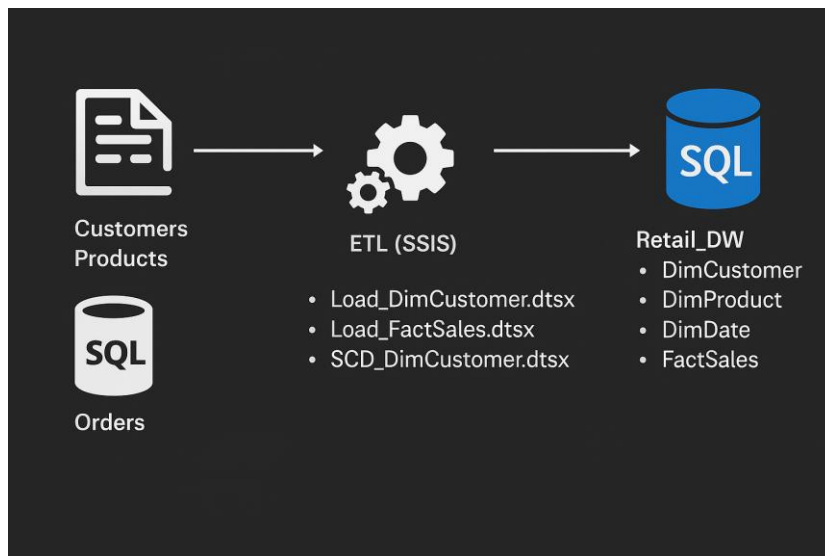 Customers
Products
SQL
Orders
ETL (SSIS)
• Load_DimCustomer.dtsx
• Load_FactSales.dtsx
• SCD_DimCustomer.dtsx
SQL
Retail_DW
• DimCustomer
• DimProduct
• DimDate
• FactSales